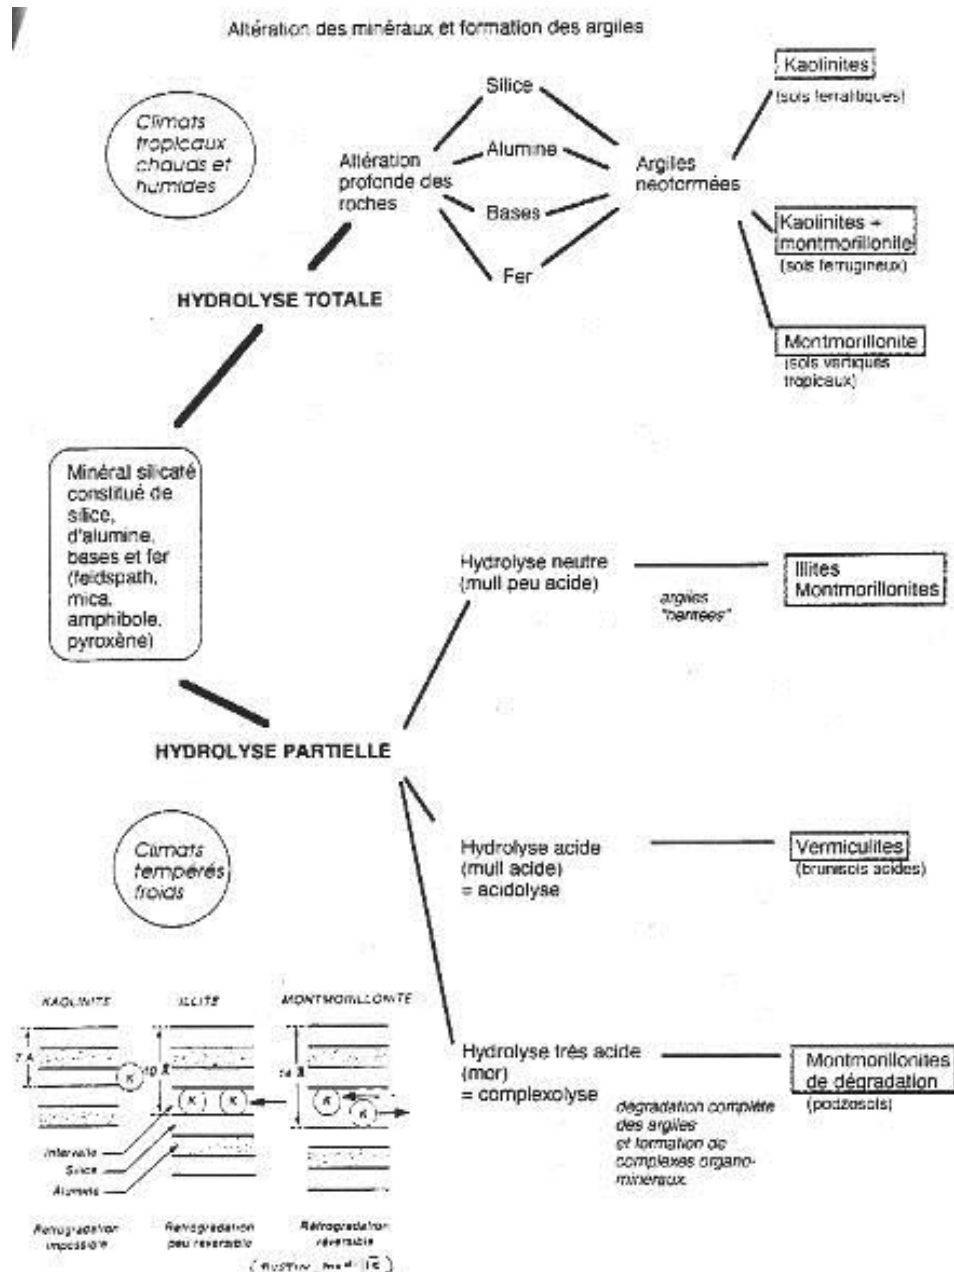 Altération des minéraux et formation des argiles
Climats
tropicaux
chauds et
humides
Altération
profonde des
roches
Silice
Alumine
Bases
Fer
Argiles
neoformées
Kaolinites
(sols ferralitiques)
Kaolinites +
montmorillonite
(sols ferrugineux)
Montmorillonite
(sols vertiques
tropicaux)
HYDROLYSE TOTALE
Minéral silicaté
constitué de
silice,
d'alumine,
bases et fer
(feldspath,
mica,
amphibole,
pyroxène)
HYDROLYSE PARTIELLE
Climats
tempérés
froids
Hydrolyse neutre
(mull peu acide)
argiles
"héritées"
Illites
Montmorillonites
Hydrolyse acide
(mull acide)
= acidolyse
Vermiculites
(brunisols acides)
Hydrolyse très acide
(mor)
= complexolyse
dégradation complète
des argiles
et formation de
complexes organo-
minéraux.
Montmorillonites
de dégradation
(podzosols)
KAOLINITE
ILLITE
MONTMORILLONITE
7 Å
10 Å
14 Å
K
K K
K
K
Intervalle
Silice
Alumine
Rétrogradation
impossible
Rétrogradation
peu reversible
Rétrogradation
réversible